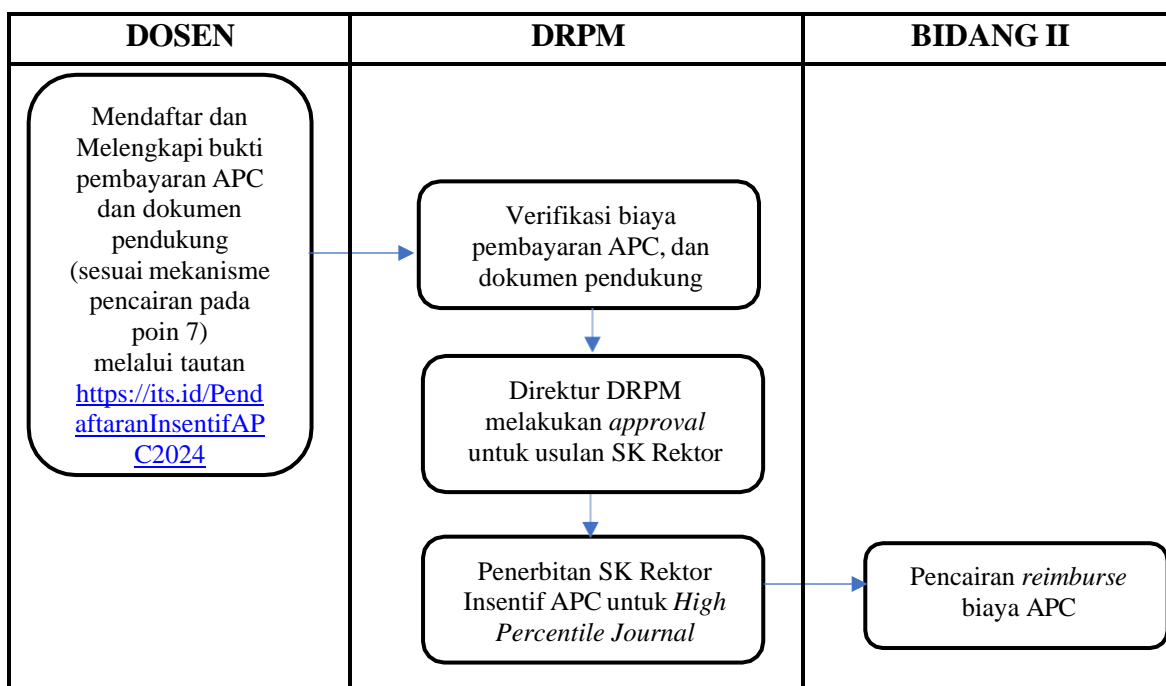 DOSEN
DRPM
BIDANG II
Mendaftar dan
Melengkapi bukti
pembayaran APC
dan dokumen
pendukung
(sesuai mekanisme
pencairan pada
poin 7)
melalui tautan
https://its.id/Pend
aftaranInsentifAP
C2024
Verifikasi biaya
pembayaran APC, dan
dokumen pendukung
Direktur DRPM
melakukan approval
untuk usulan SK Rektor
Penerbitan SK Rektor
Insentif APC untuk High
Percentile Journal
Pencairan reimburse
biaya APC